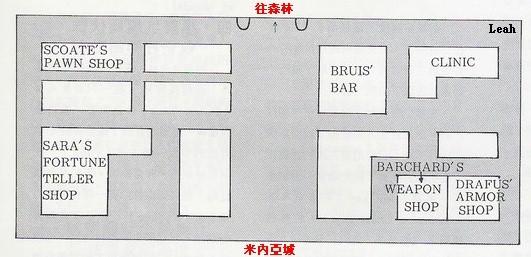 往森林
↑
Leah
SCOATE'S
PAWN SHOP
BRUIS'
BAR
CLINIC
SARA'S
FORTUNE
TELLER
SHOP
BARCHARD'S
WEAPON
SHOP
DRAFUS'
ARMOR
SHOP
米內亞城